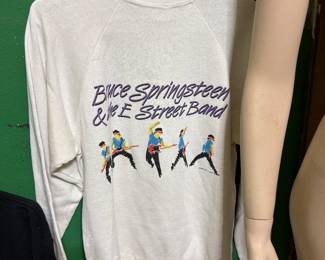 Bruce Springsteen
& the E Street Band